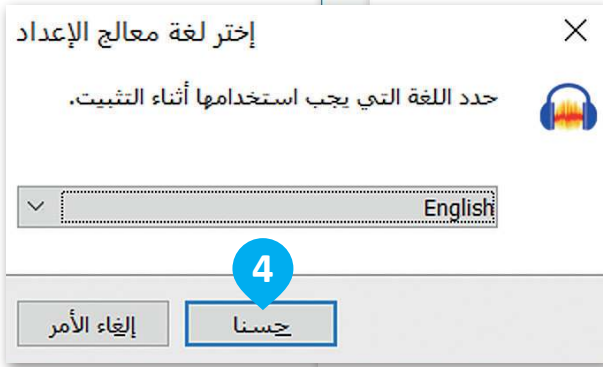 إختر لغة معالج الإعداد
حدد اللغة التي يجب استخدامها أثناء التثبيت.
English
4
حسنا
إلغاء الأمر